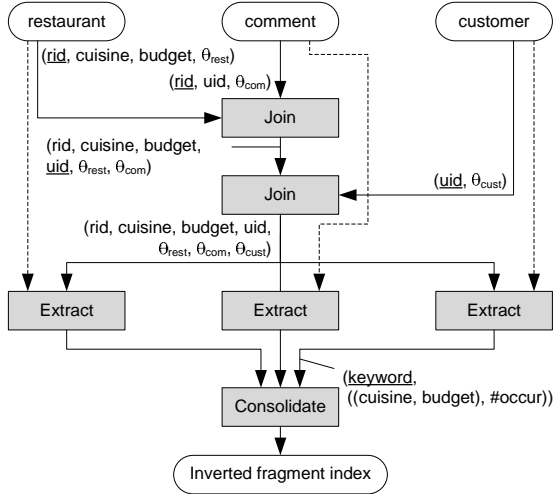 restaurant
comment
customer
(rid, cuisine, budget, θrest)
(rid, uid, θcom)
Join
(rid, cuisine, budget,
uid, θrest, θcom)
Join
(uid, θcust)
(rid, cuisine, budget, uid,
θrest, θcom, θcust)
Extract
Extract
Extract
(keyword,
((cuisine, budget), #occur))
Consolidate
Inverted fragment index